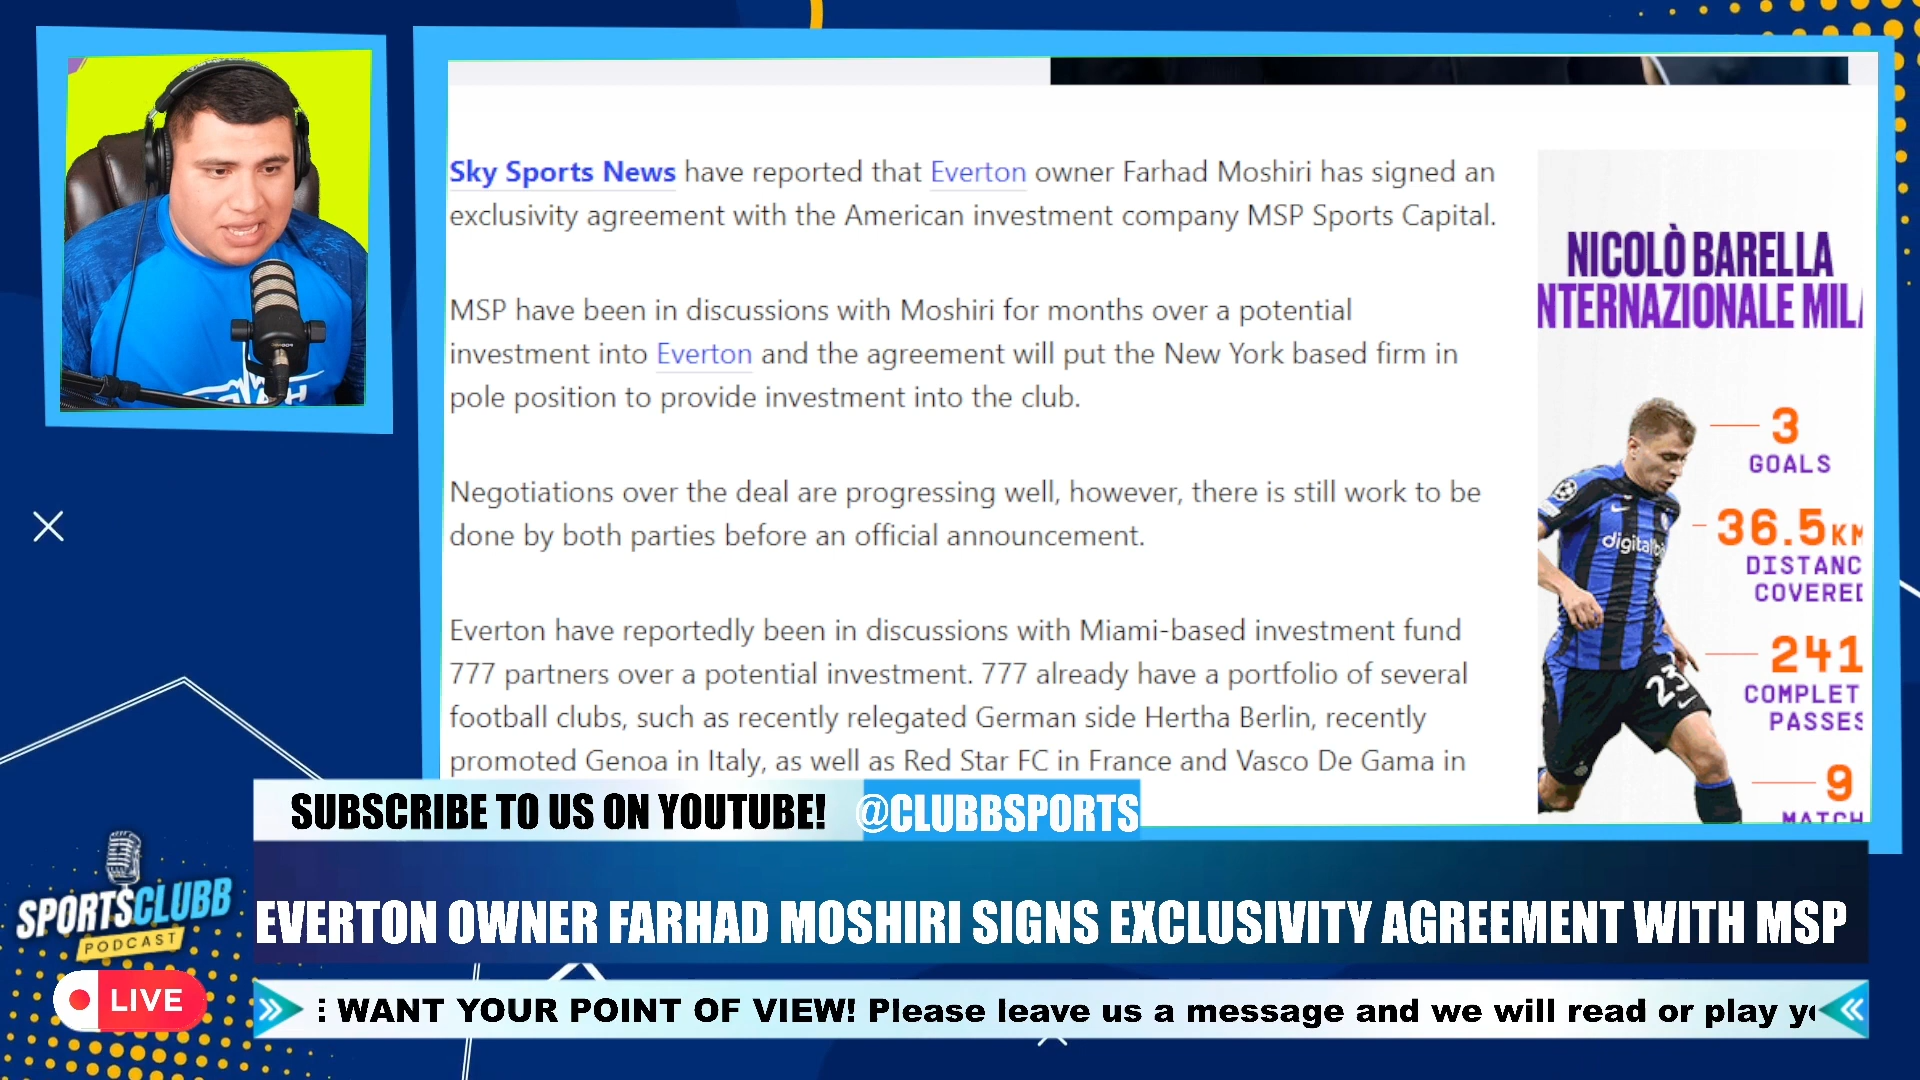 Sky Sports News have reported that Everton owner Farhad Moshiri has signed an
exclusivity agreement with the American investment company MSP Sports Capital.
MSP have been in discussions with Moshiri for months over a potential
investment into Everton and the agreement will put the New York based firm in
pole position to provide investment into the club.
Negotiations over the deal are progressing well, however, there is still work to be
done by both parties before an official announcement.
Everton have reportedly been in discussions with Miami-based investment fund
777 partners over a potential investment. 777 already have a portfolio of several
football clubs, such as recently relegated German side Hertha Berlin, recently
promoted Genoa in Italy, as well as Red Star FC in France and Vasco De Gama in
NICOLÒ BARELLA
NTERNAZIONALE MIL
3
GOALS
36.5KM
DISTANC
COVERED
241
COMPLET
PASSES
9
MATCH
23
SUBSCRIBE TO US ON YOUTUBE! @CLUBBSPORTS
SPORTSCLUBB
PODCAST
EVERTON OWNER FARHAD MOSHIRI SIGNS EXCLUSIVITY AGREEMENT WITH MSP
LIVE
WANT YOUR POINT OF VIEW! Please leave us a message and we will read or play